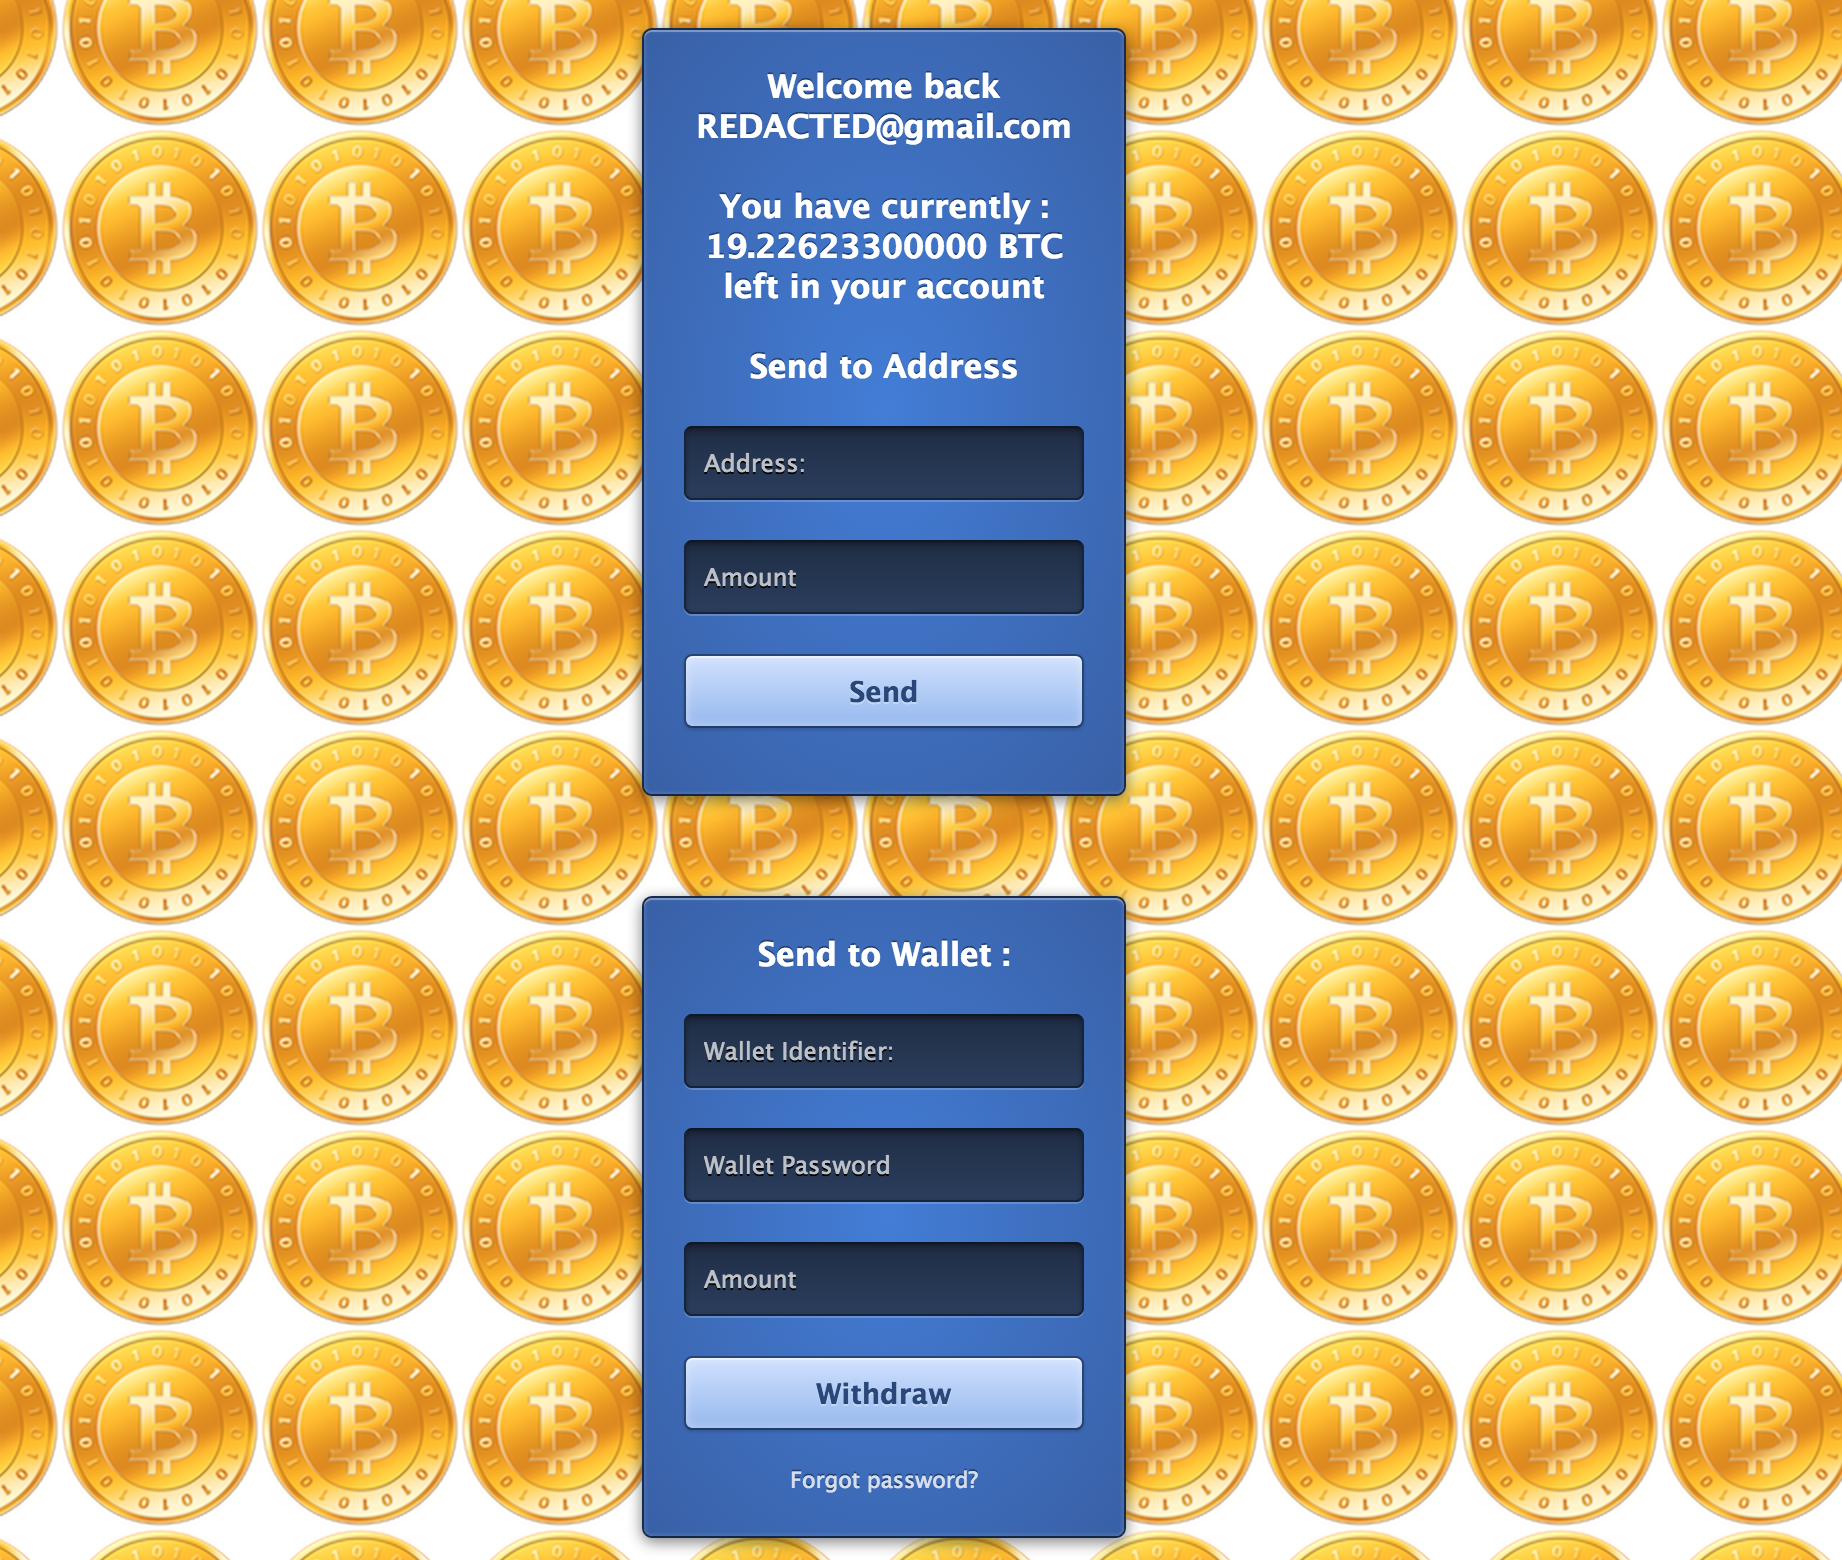 Welcome back
REDACTED@gmail.com
You have currently :
19.22623300000 BTC
left in your account
Send to Address
Address:
Amount
Send
Send to Wallet :
Wallet Identifier:
Wallet Password
Amount
Withdraw
Forgot password?